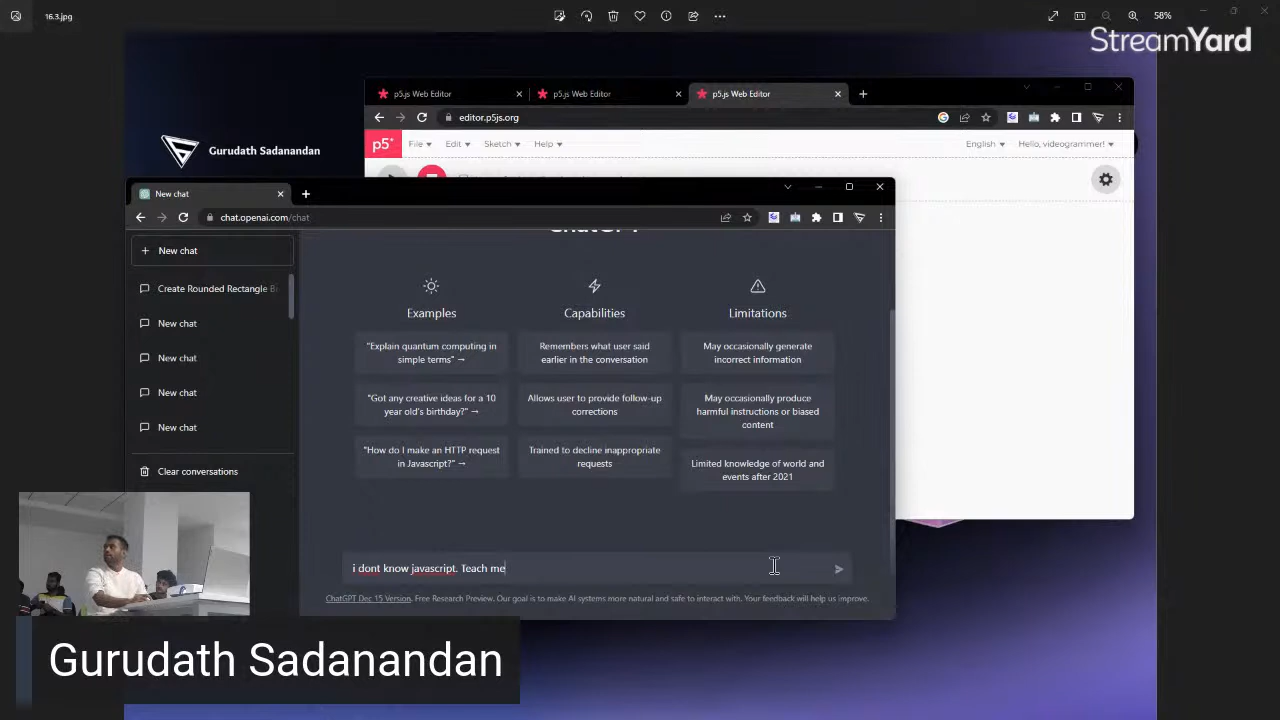 16.3.jpg
58%
StreamYard
Gurudath Sadanandan
p5.js Web Editor
p5.js Web Editor
p5.js Web Editor
editor.p5js.org
p5*
File
Edit
Sketch
Help
English
Hello, videogrammer!
New chat
chat.openai.com/chat
New chat
Create Rounded Rectangle B
New chat
New chat
New chat
New chat
Clear conversations
ChatGPT
Examples
Capabilities
Limitations
"Explain quantum computing in
simple terms" →
Remembers what user said
earlier in the conversation
May occasionally generate
incorrect information
"Got any creative ideas for a 10
year old's birthday?" →
Allows user to provide follow-up
corrections
May occasionally produce
harmful instructions or biased
content
"How do I make an HTTP request
in Javascript?" →
Trained to decline inappropriate
requests
Limited knowledge of world and
events after 2021
i dont know javascript. Teach me
ChatGPT Dec 15 Version. Free Research Preview. Our goal is to make AI systems more natural and safe to interact with. Your feedback will help us improve.
Gurudath Sadanandan